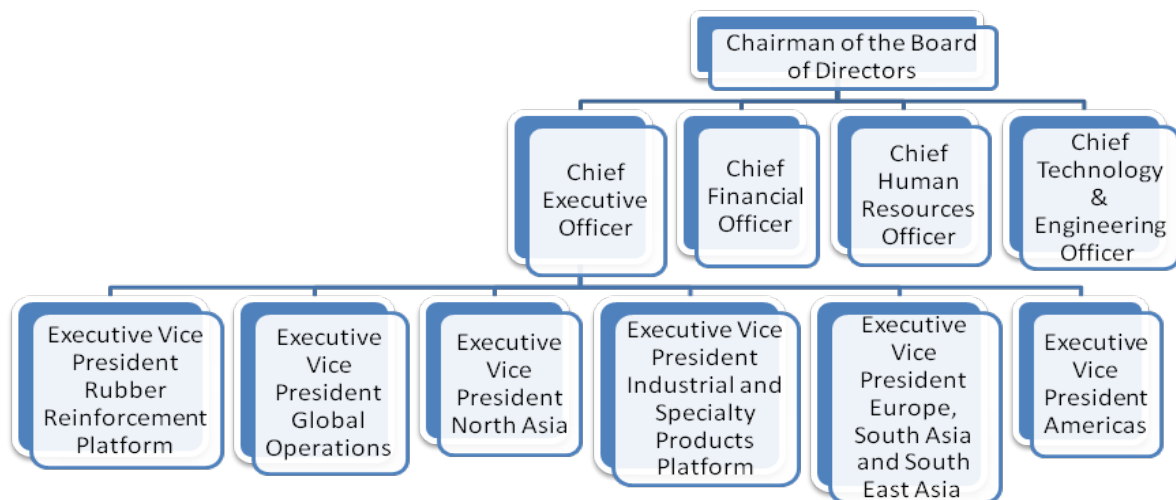 Chairman of the Board
of Directors
Chief
Executive
Officer
Chief
Financial
Officer
Chief
Human
Resources
Officer
Chief
Technology
&
Engineering
Officer
Executive Vice
President
Rubber
Reinforcement
Platform
Executive
Vice
President
Global
Operations
Executive
Vice
President
North Asia
Executive Vice
President
Industrial and
Specialty
Products
Platform
Executive
Vice
President
Europe,
South Asia
and South
East Asia
Executive
Vice
President
Americas